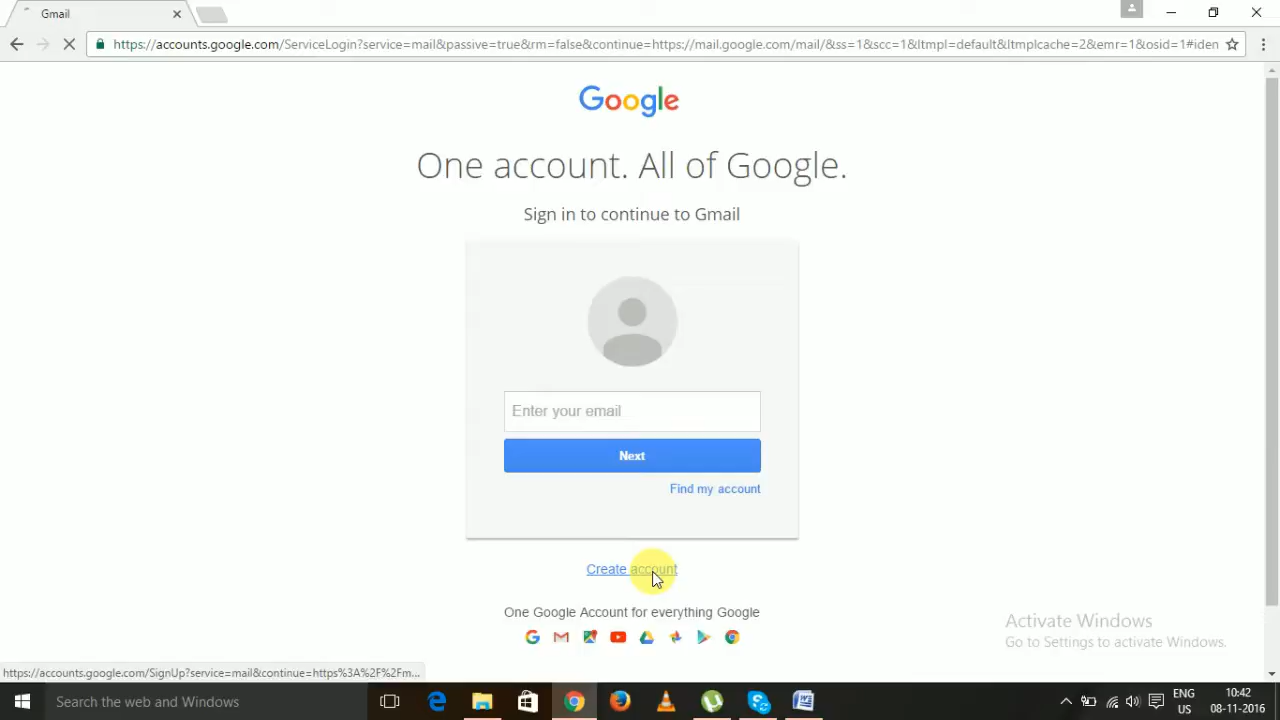 Gmail
https://accounts.google.com/ServiceLogin?service=mail&passive=true&rm=false&continue=https://mail.google.com/mail/&ss=1&scc=1&ltmpl=default&ltmplcache=2&emr=1&osid=1#iden
Google
One account. All of Google.
Sign in to continue to Gmail
Enter your email
Next
Find my account
Create account
One Google Account for everything Google
Activate Windows
Go to Settings to activate Windows.
https://accounts.google.com/SignUp?service=mail&continue=https%3A%2F%2Fm...
Search the web and Windows
ENG
US
10:42
08-11-2016